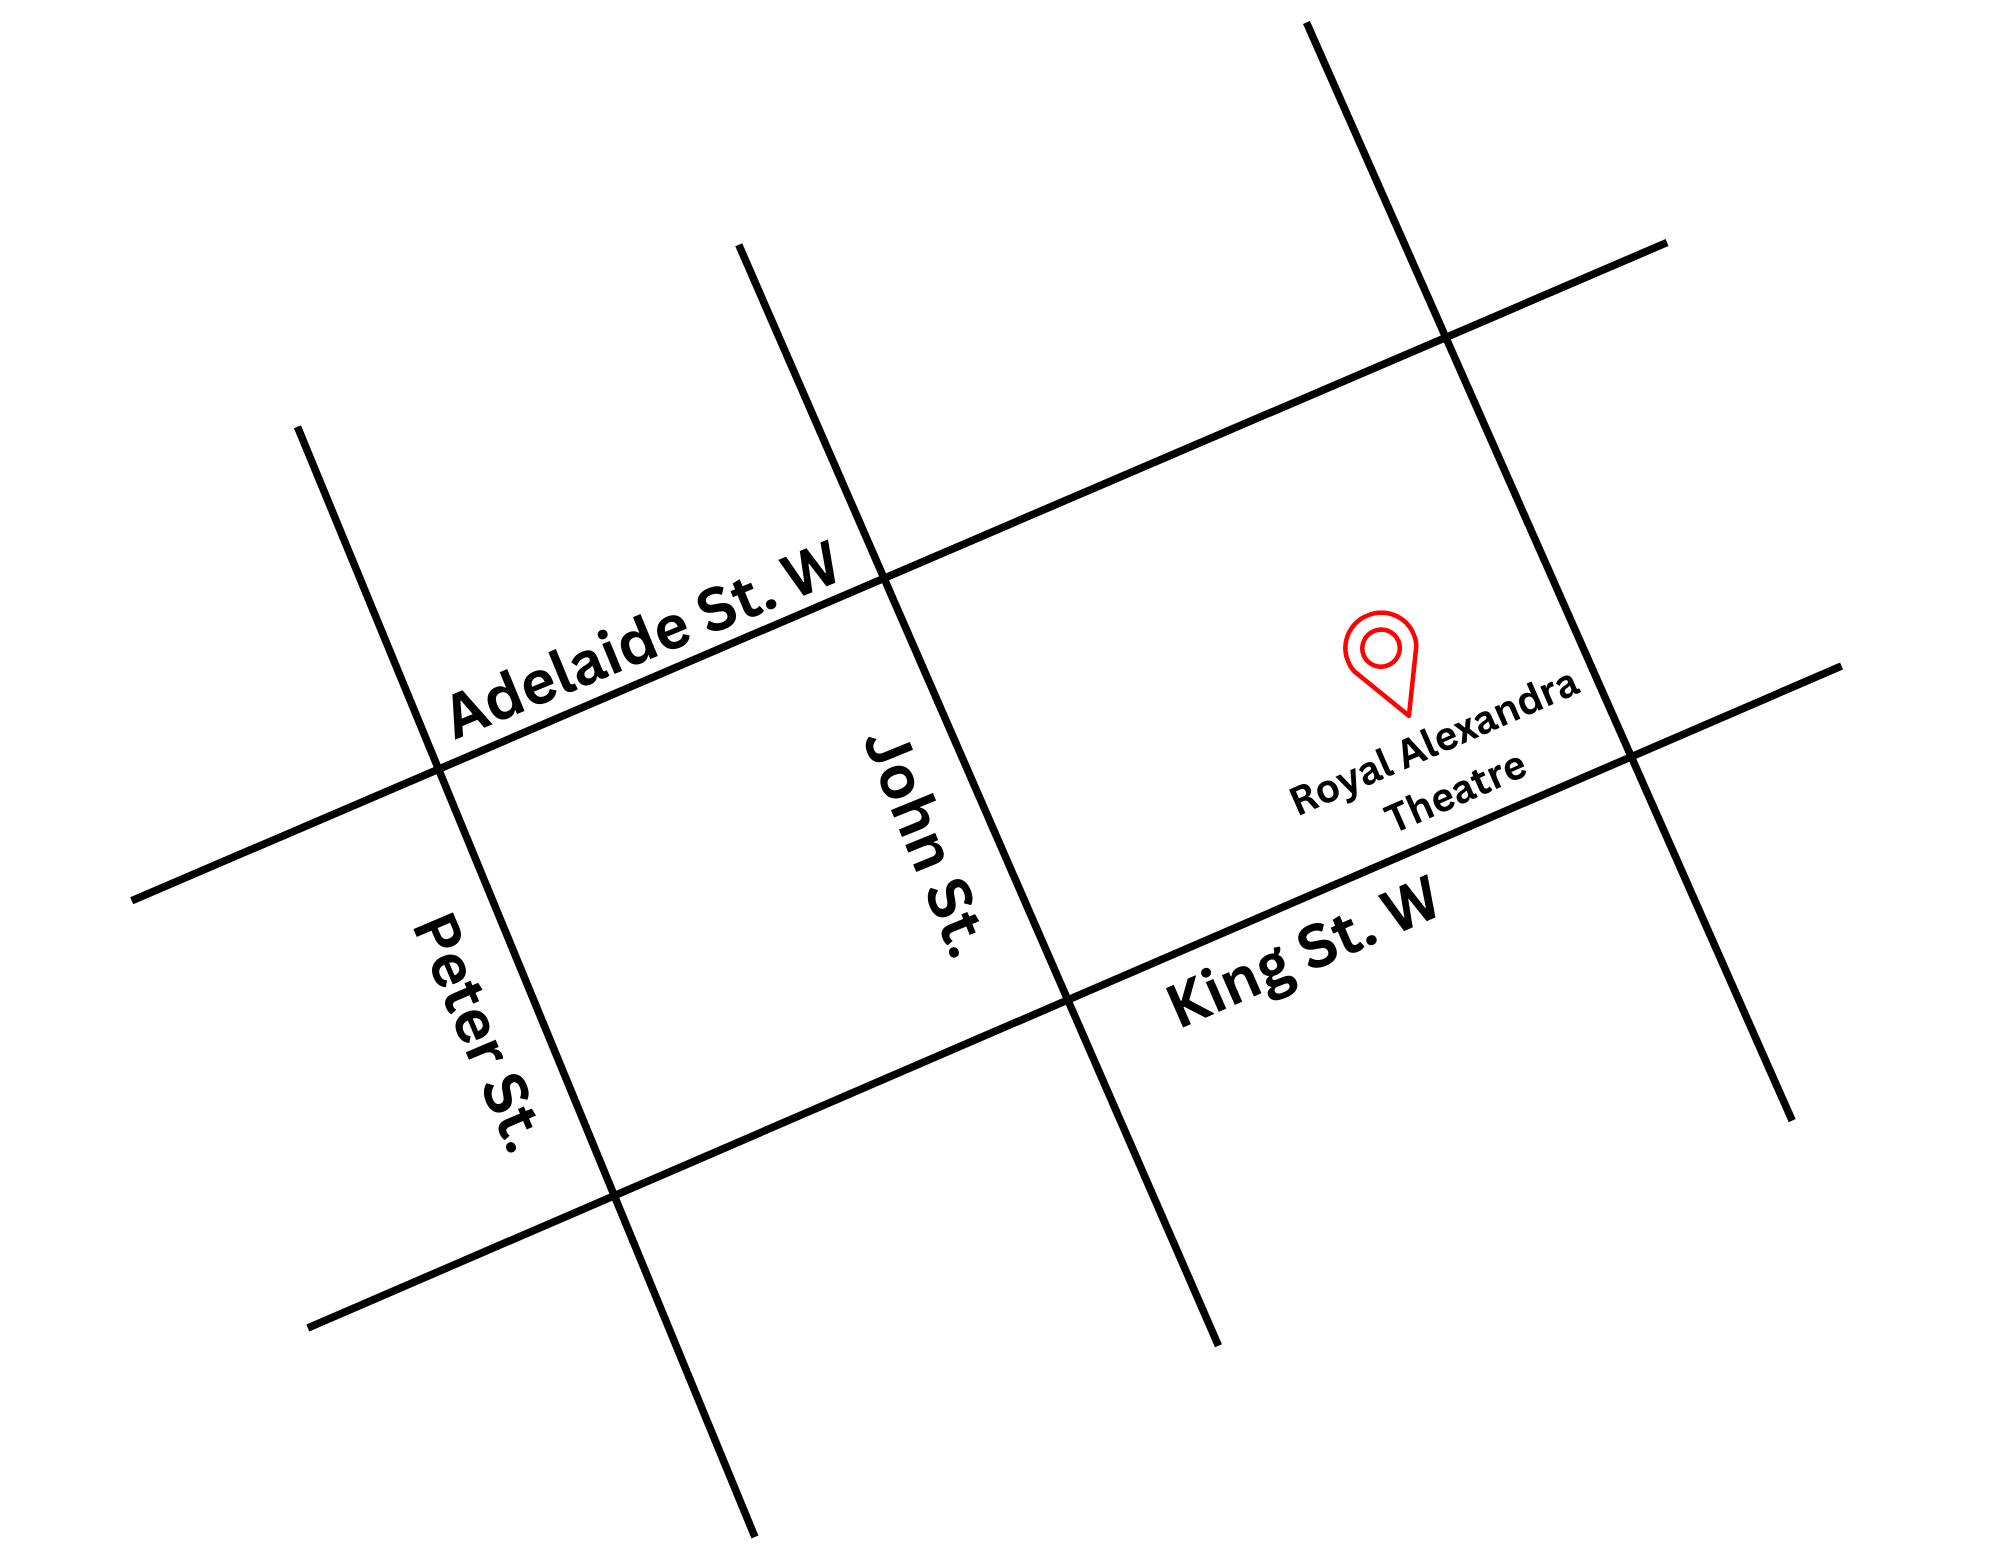 Adelaide St. W
John St.
Royal Alexandra
Theatre
King St. W
Peter St.